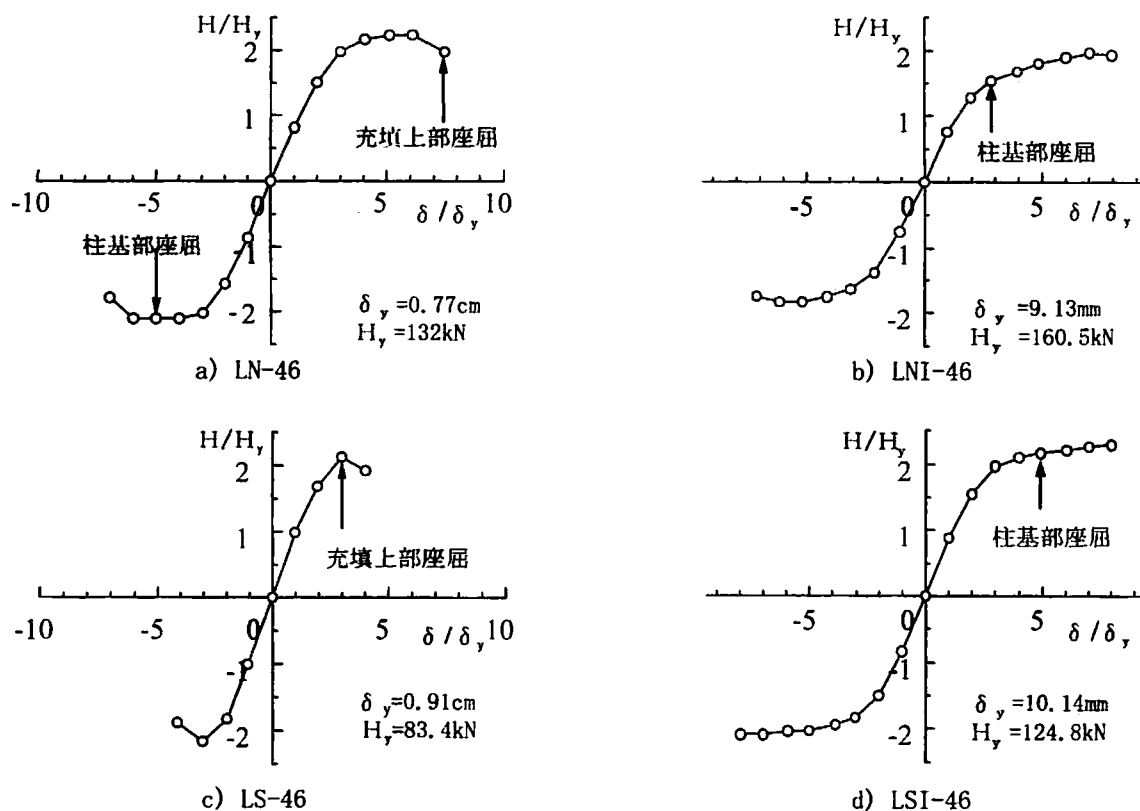 H/Hy
2
1
充填上部座屈
-10
-5
0
5
10
δ/δy
柱基部座屈
-1
-2
δy=0.77cm
Hy=132kN
a) LN-46
H/Hy
2
1
柱基部座屈
-5
0
5
δ/δy
-1
-2
δy=9.13mm
Hy=160.5kN
b) LNI-46
H/Hy
2
1
充填上部座屈
-10
-5
0
5
10
δ/δy
-1
-2
δy=0.91cm
Hy=83.4kN
c) LS-46
H/Hy
2
1
柱基部座屈
-5
0
5
δ/δy
-1
-2
δy=10.14mm
Hy=124.8kN
d) LSI-46